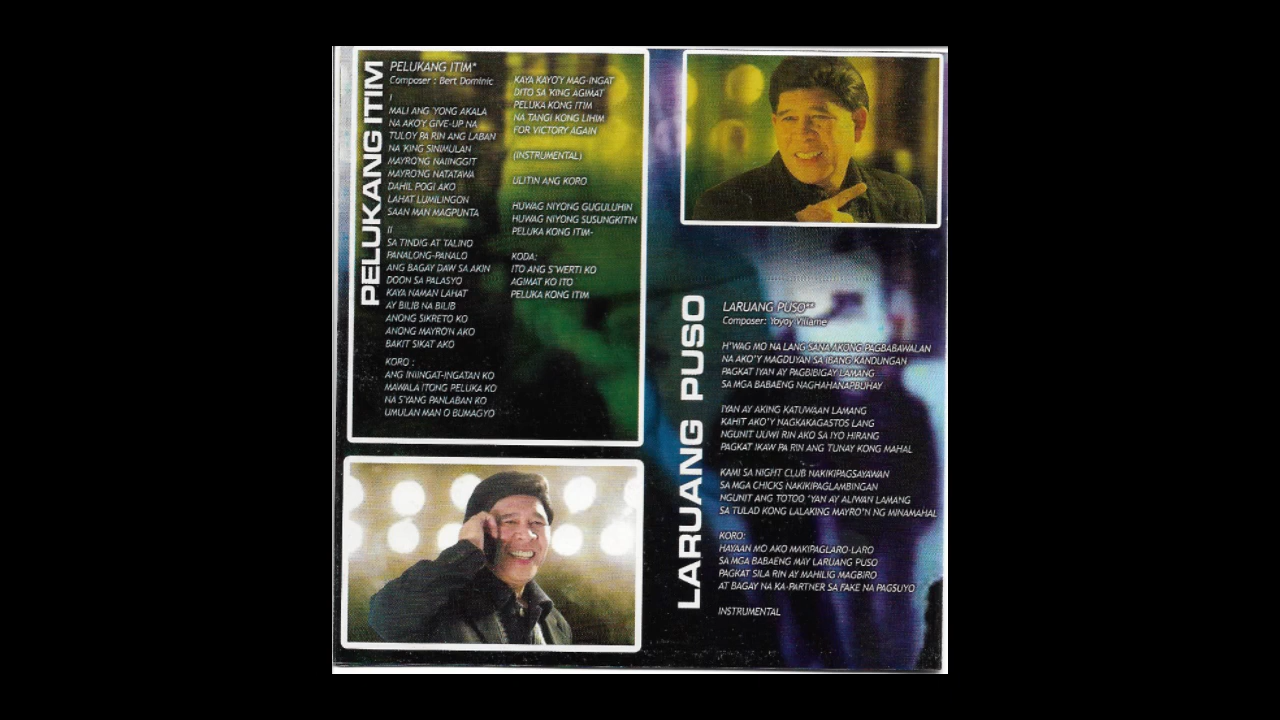 PELUKANG ITIM
PELUKANG ITIM*
Composer : Bert Dominic
I
MALI ANG 'YONG AKALA
NA AKO'Y GIVE-UP NA
TULOY PA RIN ANG LABAN
NA 'KING SINIMULAN
MAYRO'NG NAIINGGIT
MAYRO'NG NATATAWA
DAHIL POGI AKO
LAHAT LUMILINGON
SAAN MAN MAGPUNTA
II
SA TINDIG AT TALINO
PANALONG-PANALO
ANG BAGAY DAW SA AKIN
DOON SA PALASYO
KAYA NAMAN LAHAT
AY BILIB NA BILIB
ANONG SIKRETO KO
ANONG MAYRO'N AKO
BAKIT SIKAT AKO
KORO :
ANG INIINGAT-INGATAN KO
MAWALA ITONG PELUKA KO
NA S'YANG PANLABAN KO
UMULAN MAN O BUMAGYO
KAYA KAYO'Y MAG-INGAT
DITO SA 'KING AGIMAT
PELUKA KONG ITIM
NA TANGI KONG LIHIM
FOR VICTORY AGAIN
(INSTRUMENTAL)
ULITIN ANG KORO
HUWAG NIYONG GUGULUHIN
HUWAG NIYONG SUSUNGKITIN
PELUKA KONG ITIM-
KODA:
ITO ANG S'WERTI KO
AGIMAT KO ITO
PELUKA KONG ITIM
LARUANG PUSO
LARUANG PUSO**
Composer: Yoyoy Villame
H'WAG MO NA LANG SANA AKONG PAGBABAWALAN
NA AKO'Y MAGDUYAN SA IBANG KANDUNGAN
PAGKAT IYAN AY PAGBIBIGAY LAMANG
SA MGA BABAENG NAGHAHANAPBUHAY
IYAN AY AKING KATUWAAN LAMANG
KAHIT AKO'Y NAGKAKAGASTOS LANG
NGUNIT UUWI RIN AKO SA IYO HIRANG
PAGKAT IKAW PA RIN ANG TUNAY KONG MAHAL
KAMI SA NIGHT CLUB NAKIKIPAGSAYAWAN
SA MGA CHICKS NAKIKIPAGLAMBINGAN
NGUNIT ANG TOTOO 'YAN AY ALIWAN LAMANG
SA TULAD KONG LALAKING MAYRO'N NG MINAMAHAL
KORO:
HAYAAN MO AKO MAKIPAGLARO-LARO
SA MGA BABAENG MAY LARUANG PUSO
PAGKAT SILA RIN AY MAHILIG MAGBIRO
AT BAGAY NA KA-PARTNER SA FAKE NA PAGSUYO
INSTRUMENTAL